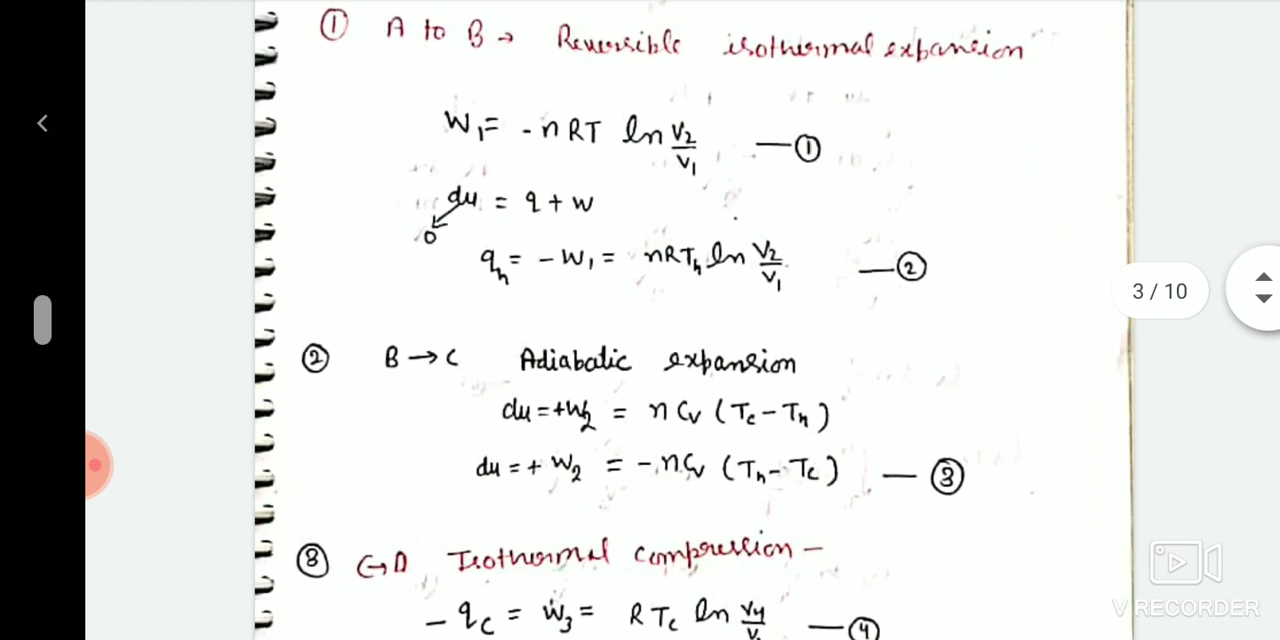 ① A to B → Reversible isothermal expansion
W₁ = - nRT ln V₂/V₁ —①
du = q + w
0
qₕ = - W₁ = nRTₕ ln V₂/V₁ —②
② B → C Adiabatic expansion
du = +W₂ = n Cv (Tc - Tₕ)
du = + W₂ = - n Cv (Tₕ - Tc) —③
③ C→D Isothermal compression -
- qc = W₃ = RTc ln V₄/V —④
3 / 10
V RECORDER